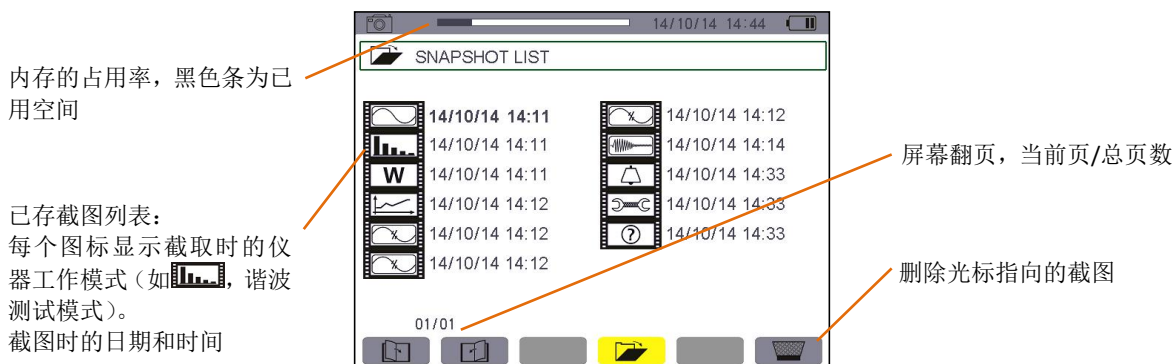 14/10/14 14:44
SNAPSHOT LIST
内存的占用率，黑色条为已
用空间
14/10/14 14:11
14/10/14 14:11
W 14/10/14 14:11
14/10/14 14:12
14/10/14 14:12
14/10/14 14:12
14/10/14 14:12
14/10/14 14:14
14/10/14 14:33
14/10/14 14:33
? 14/10/14 14:33
01/01
已存截图列表：
每个图标显示截取时的仪
器工作模式（如，谐波
测试模式）。
截图时的日期和时间
屏幕翻页，当前页/总页数
删除光标指向的截图